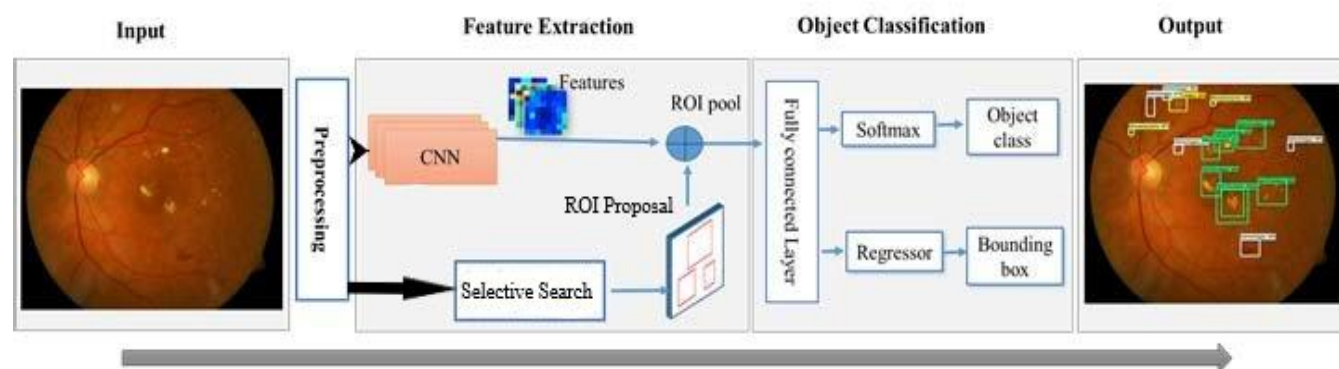 Input
Feature Extraction
Object Classification
Output
Preprocessing
CNN
Features
ROI pool
ROI Proposal
Selective Search
Fully connected Layer
Softmax
Object
class
Regressor
Bounding
box